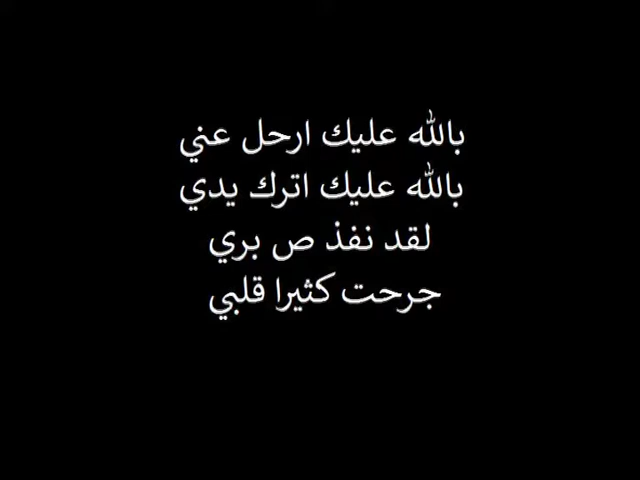 بالله عليك ارحل عني
بالله عليك اترك يدي
لقد نفذ ص بري
جرحت كثيرا قلبي